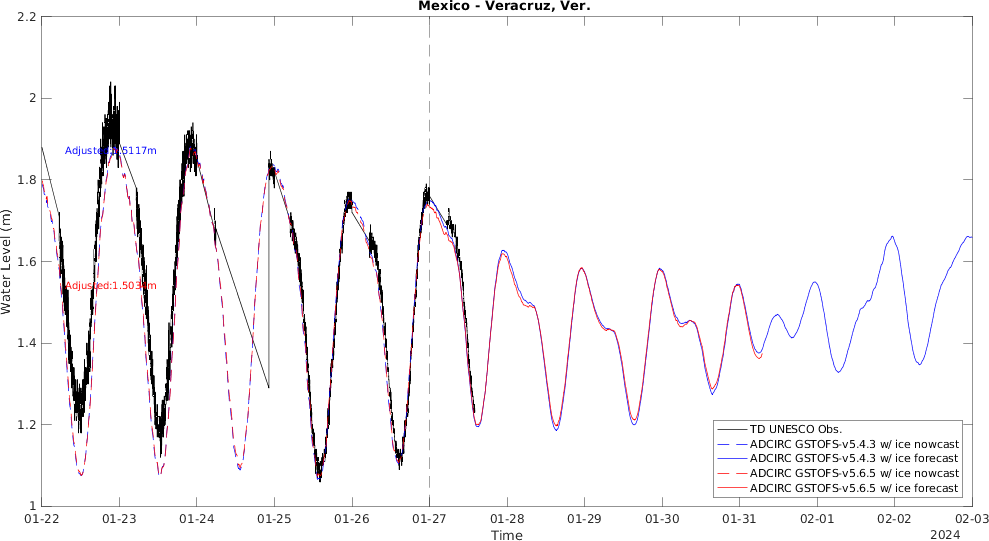 Mexico - Veracruz, Ver.
2.2
2
1.8
1.6
1.4
1.2
1
Water Level (m)
Adjusted: 5117m
Adjusted:1.503 m
TD UNESCO Obs.
ADCIRC GSTOFS-v5.4.3 w/ ice nowcast
ADCIRC GSTOFS-v5.4.3 w/ ice forecast
ADCIRC GSTOFS-v5.6.5 w/ ice nowcast
ADCIRC GSTOFS-v5.6.5 w/ ice forecast
01-22 01-23 01-24 01-25 01-26 01-27 01-28 01-29 01-30 01-31 02-01 02-02 02-03
Time
2024